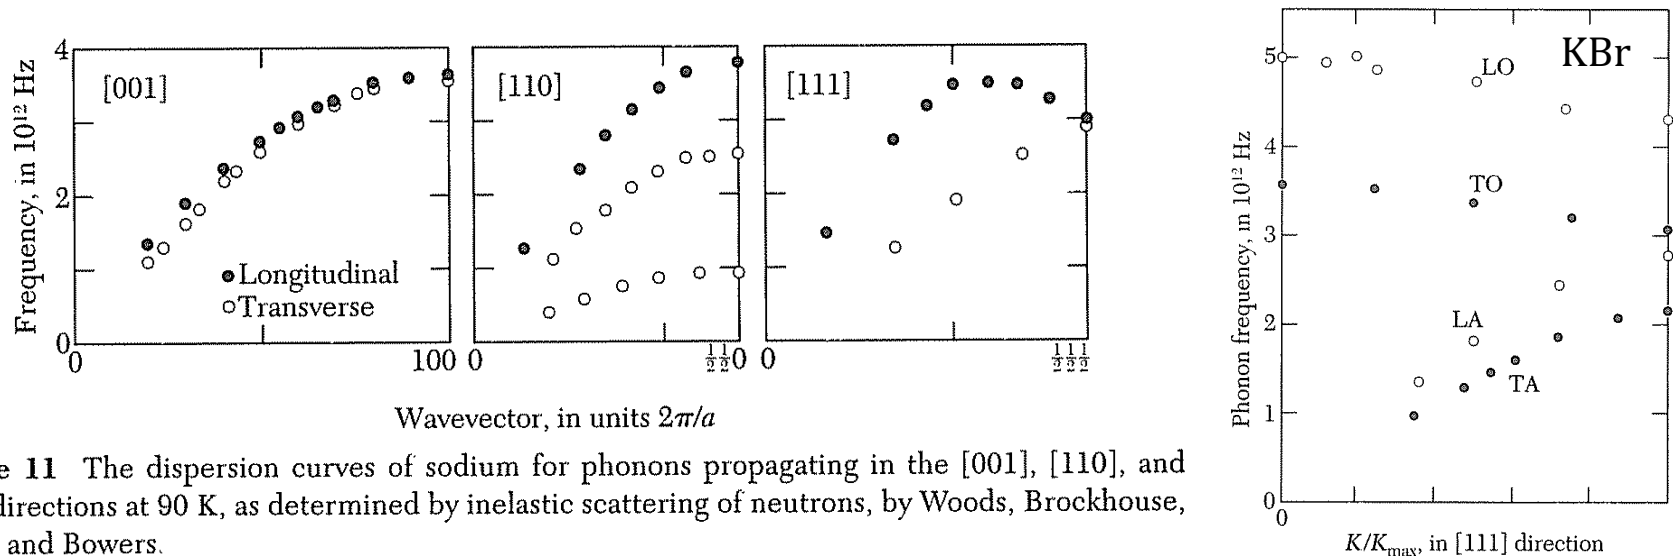 4
2
0
Frequency, in 10¹² Hz
[001]
Longitudinal
Transverse
0 100
[110]
0 ½½0
[111]
0 ½½½
Wavevector, in units 2π/a
e 11 The dispersion curves of sodium for phonons propagating in the [001], [110], and
directions at 90 K, as determined by inelastic scattering of neutrons, by Woods, Brockhouse,
and Bowers.
KBr
5
4
3
2
1
0
Phonon frequency, in 10¹² Hz
LO
TO
LA
TA
0
K/Kmax, in [111] direction